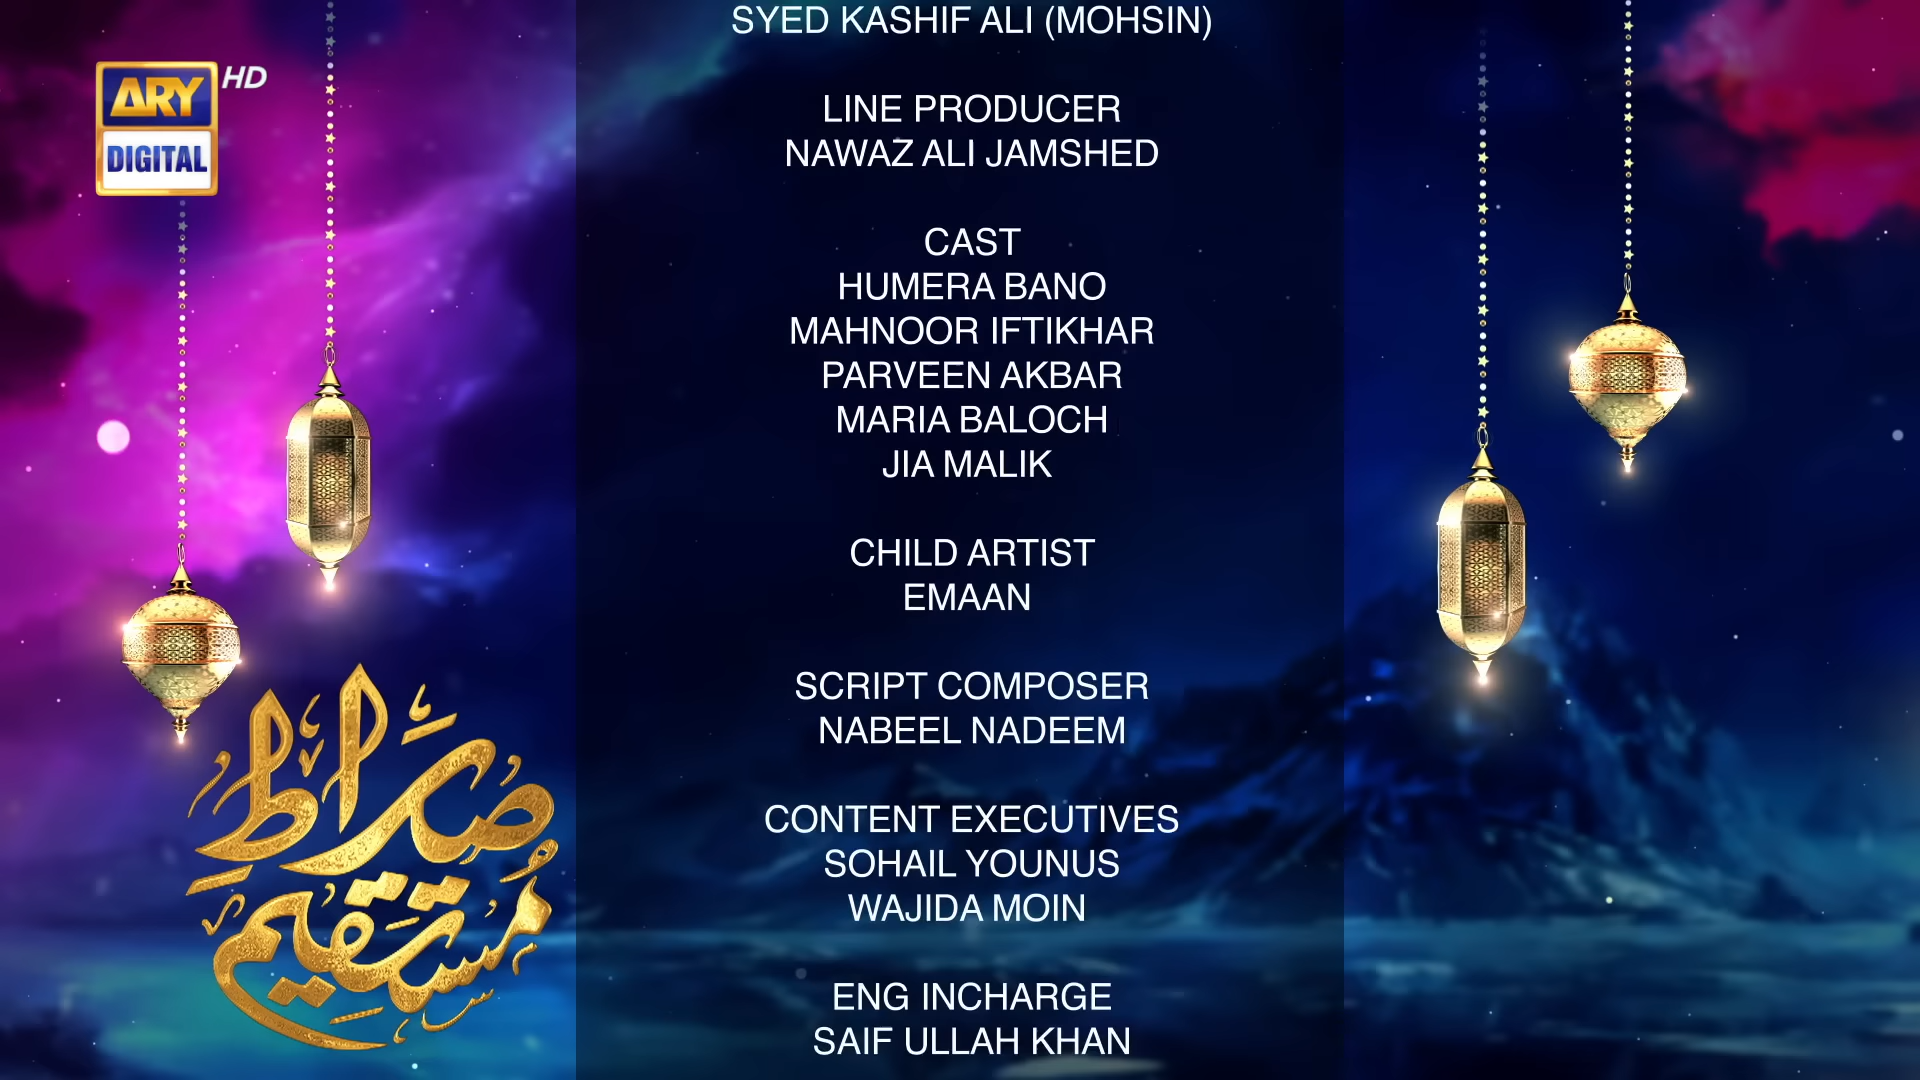 ARY HD
DIGITAL
SYED KASHIF ALI (MOHSIN)
LINE PRODUCER
NAWAZ ALI JAMSHED
CAST
HUMERA BANO
MAHNOOR IFTIKHAR
PARVEEN AKBAR
MARIA BALOCH
JIA MALIK
CHILD ARTIST
EMAAN
SCRIPT COMPOSER
NABEEL NADEEM
CONTENT EXECUTIVES
SOHAIL YOUNUS
WAJIDA MOIN
ENG INCHARGE
SAIF ULLAH KHAN
صراطِ
مُستقیم